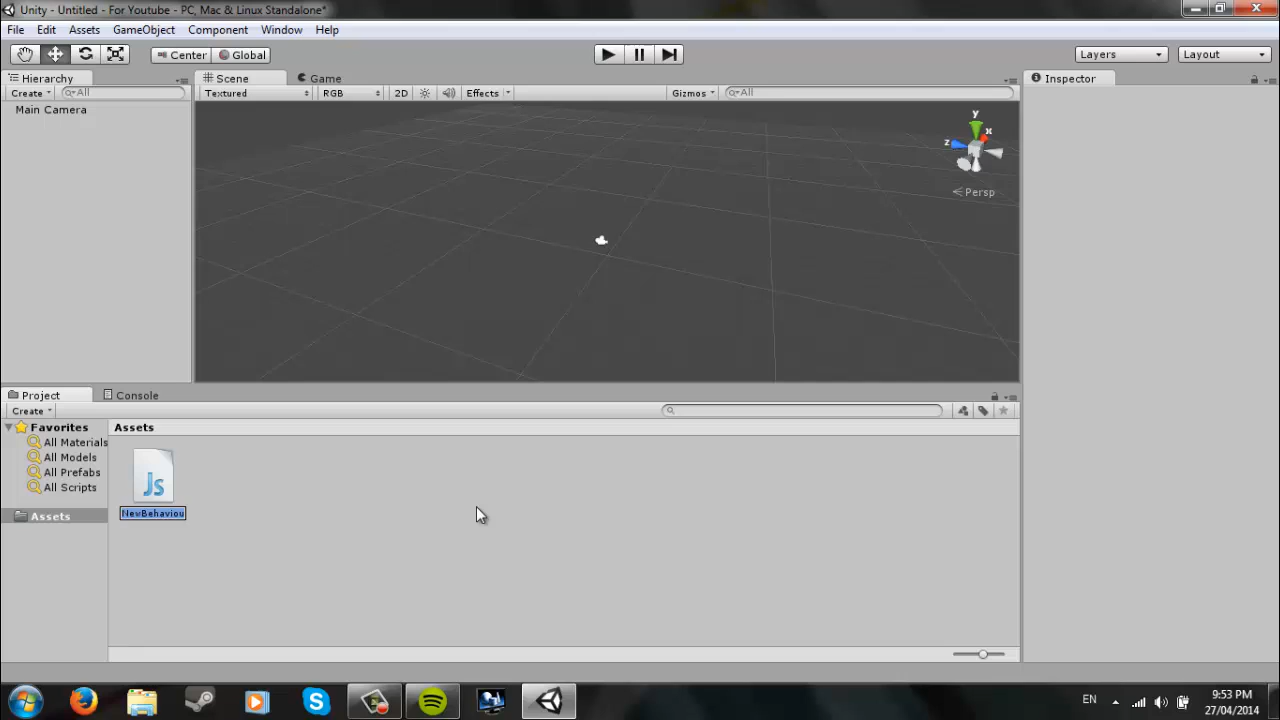 Unity - Untitled - For Youtube - PC, Mac & Linux Standalone*
File Edit Assets GameObject Component Window Help
Center Global Layers Layout
Hierarchy Scene Game Inspector
Create All Textured RGB 2D Effects Gizmos All
Main Camera
y
x
z
Persp
Project Console
Create
Favorites Assets
All Materials
All Models
All Prefabs
All Scripts
Js
NewBehaviou
Assets
EN 9:53 PM
27/04/2014